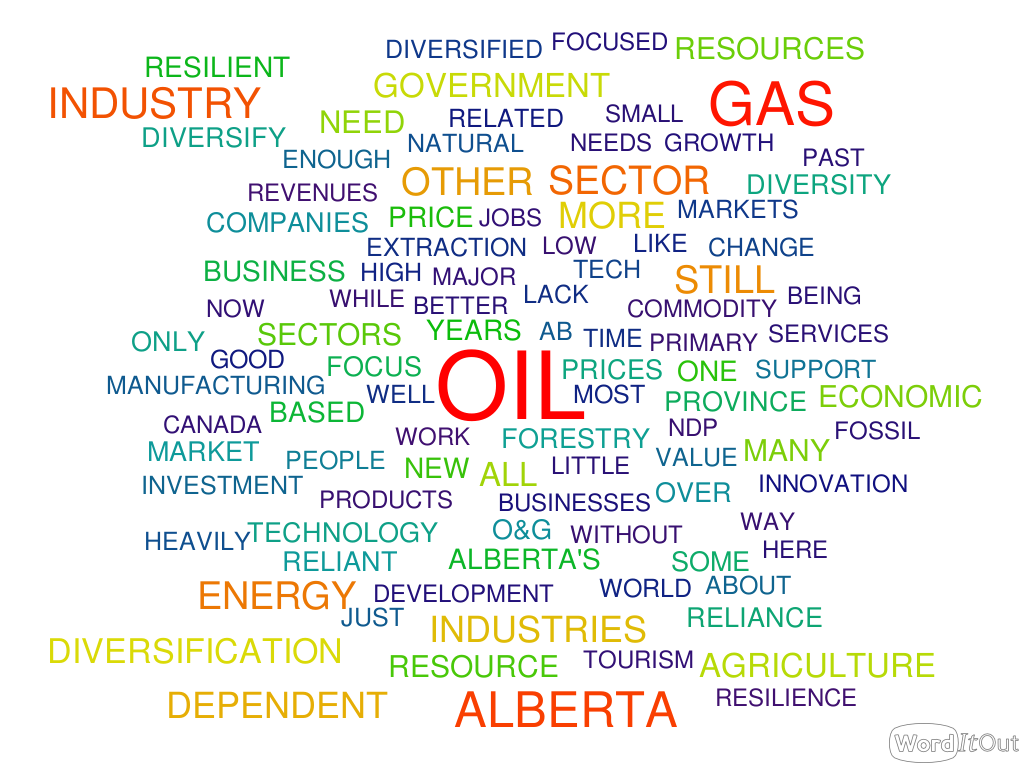 DIVERSIFIED FOCUSED RESOURCES
RESILIENT
GOVERNMENT
INDUSTRY GAS
NEED RELATED SMALL
DIVERSIFY NATURAL NEEDS GROWTH
ENOUGH PAST
REVENUES OTHER SECTOR DIVERSITY
COMPANIES PRICE JOBS MORE MARKETS
EXTRACTION LOW LIKE CHANGE
BUSINESS HIGH MAJOR TECH STILL
NOW WHILE BETTER LACK COMMODITY BEING
ONLY SECTORS YEARS AB TIME PRIMARY SERVICES
GOOD FOCUS PRICES ONE SUPPORT
MANUFACTURING WELL OIL MOST PROVINCE ECONOMIC
CANADA BASED
WORK FORESTRY NDP FOSSIL
MARKET PEOPLE NEW ALL LITTLE VALUE MANY
INVESTMENT PRODUCTS BUSINESSES OVER INNOVATION
HEAVILY TECHNOLOGY O&G WITHOUT WAY
RELIANT ALBERTA'S SOME HERE
ENERGY DEVELOPMENT WORLD ABOUT
JUST INDUSTRIES RELIANCE
DIVERSIFICATION RESOURCE TOURISM AGRICULTURE
DEPENDENT ALBERTA RESILIENCE
WordItOut